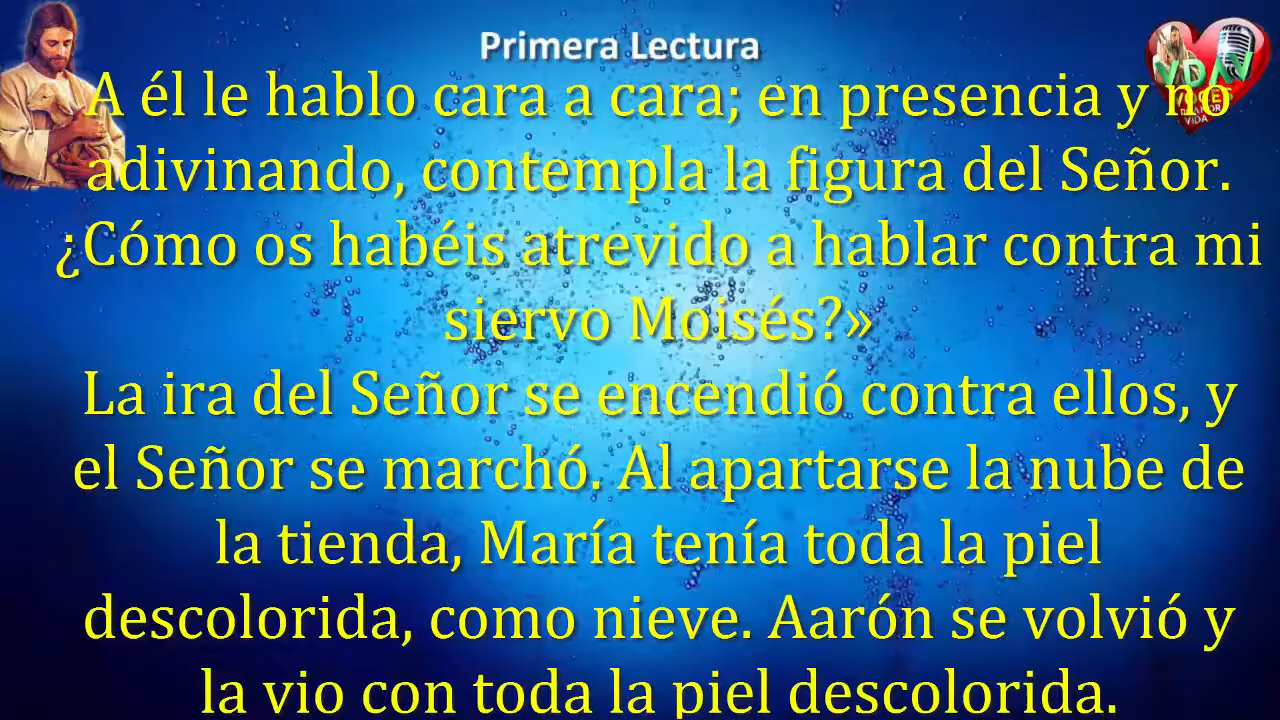 Primera Lectura
A él le hablo cara a cara; en presencia y no
adivinando, contempla la figura del Señor.
¿Cómo os habéis atrevido a hablar contra mi
siervo Moisés?»
La ira del Señor se encendió contra ellos, y
el Señor se marchó. Al apartarse la nube de
la tienda, María tenía toda la piel
descolorida, como nieve. Aarón se volvió y
la vio con toda la piel descolorida.
VIDA